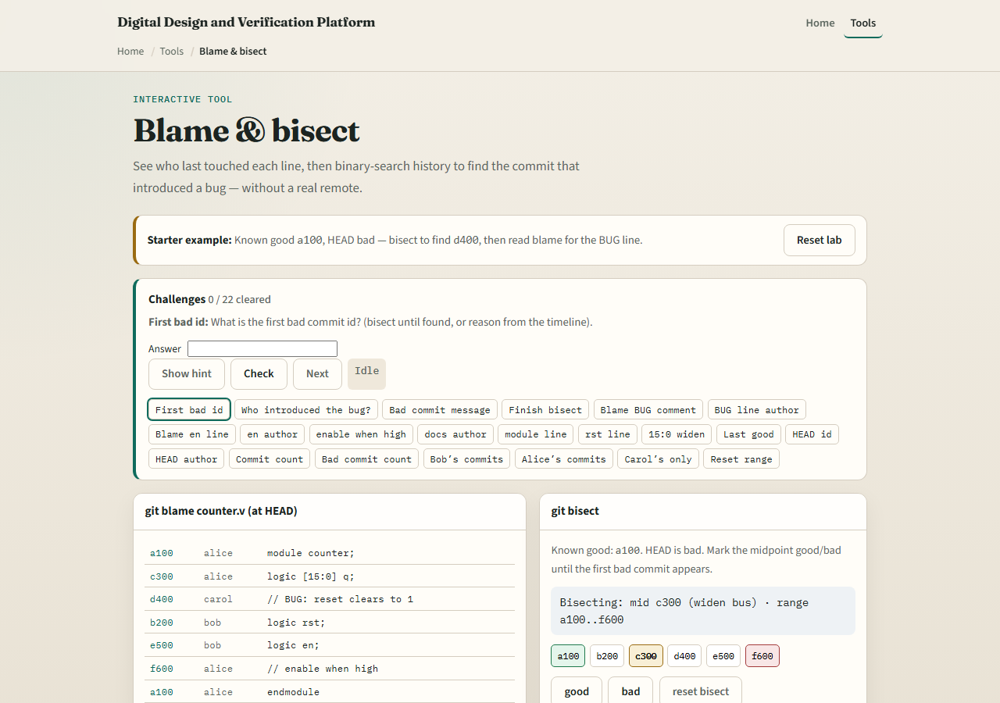 Digital Design and Verification Platform
Home Tools
Home / Tools / Blame & bisect
INTERACTIVE TOOL
Blame & bisect
See who last touched each line, then binary-search history to find the commit that
introduced a bug — without a real remote.
Starter example: Known good a100, HEAD bad — bisect to find d400, then read blame for the BUG line.
Reset lab
Challenges 0 / 22 cleared
First bad id: What is the first bad commit id? (bisect until found, or reason from the timeline).
Answer
Show hint Check Next Idle
First bad id Who introduced the bug? Bad commit message Finish bisect Blame BUG comment BUG line author
Blame en line en author enable when high docs author module line rst line 15:0 widen Last good HEAD id
HEAD author Commit count Bad commit count Bob’s commits Alice’s commits Carol’s only Reset range
git blame counter.v (at HEAD)
a100 alice module counter;
c300 alice logic [15:0] q;
d400 carol // BUG: reset clears to 1
b200 bob logic rst;
e500 bob logic en;
f600 alice // enable when high
a100 alice endmodule
git bisect
Known good: a100. HEAD is bad. Mark the midpoint good/bad
until the first bad commit appears.
Bisecting: mid c300 (widen bus) · range
a100..f600
a100 b200 c300 d400 e500 f600
good bad reset bisect